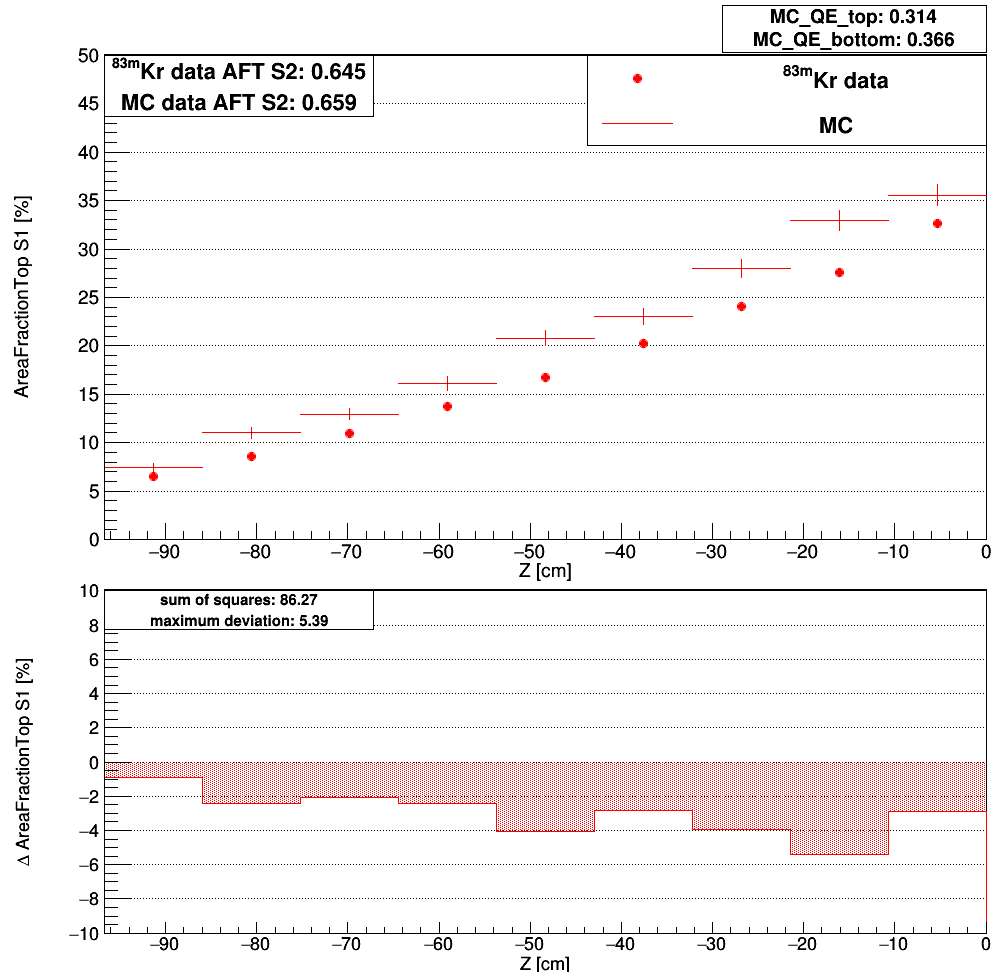 MC_QE_top: 0.314
MC_QE_bottom: 0.366
83mKr data AFT S2: 0.645
MC data AFT S2: 0.659
83mKr data
MC
AreaFractionTop S1 [%]
50
45
40
35
30
25
20
15
10
5
0
−90 −80 −70 −60 −50 −40 −30 −20 −10 0
Z [cm]
sum of squares: 86.27
maximum deviation: 5.39
Δ AreaFractionTop S1 [%]
10
8
6
4
2
0
−2
−4
−6
−8
−10
−90 −80 −70 −60 −50 −40 −30 −20 −10 0
Z [cm]